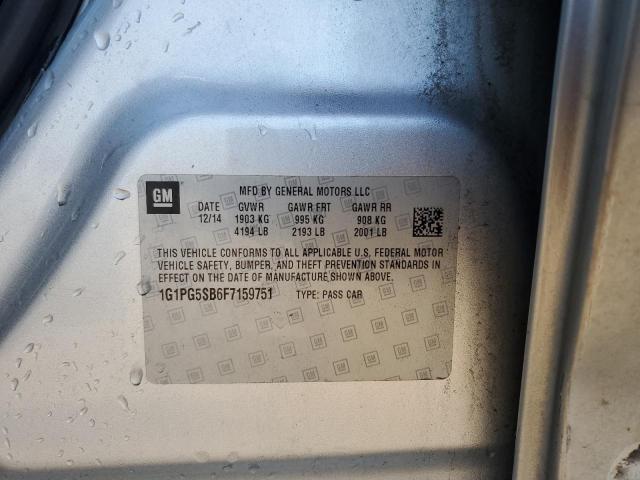 GM
MFD BY GENERAL MOTORS LLC
DATE GVWR GAWR FRT GAWR RR
12/14 1903 KG 995 KG 908 KG
4194 LB 2193 LB 2001 LB
THIS VEHICLE CONFORMS TO ALL APPLICABLE U.S. FEDERAL MOTOR
VEHICLE SAFETY, BUMPER, AND THEFT PREVENTION STANDARDS IN
EFFECT ON THE DATE OF MANUFACTURE SHOWN ABOVE.
1G1PG5SB6F7159751 TYPE: PASS CAR